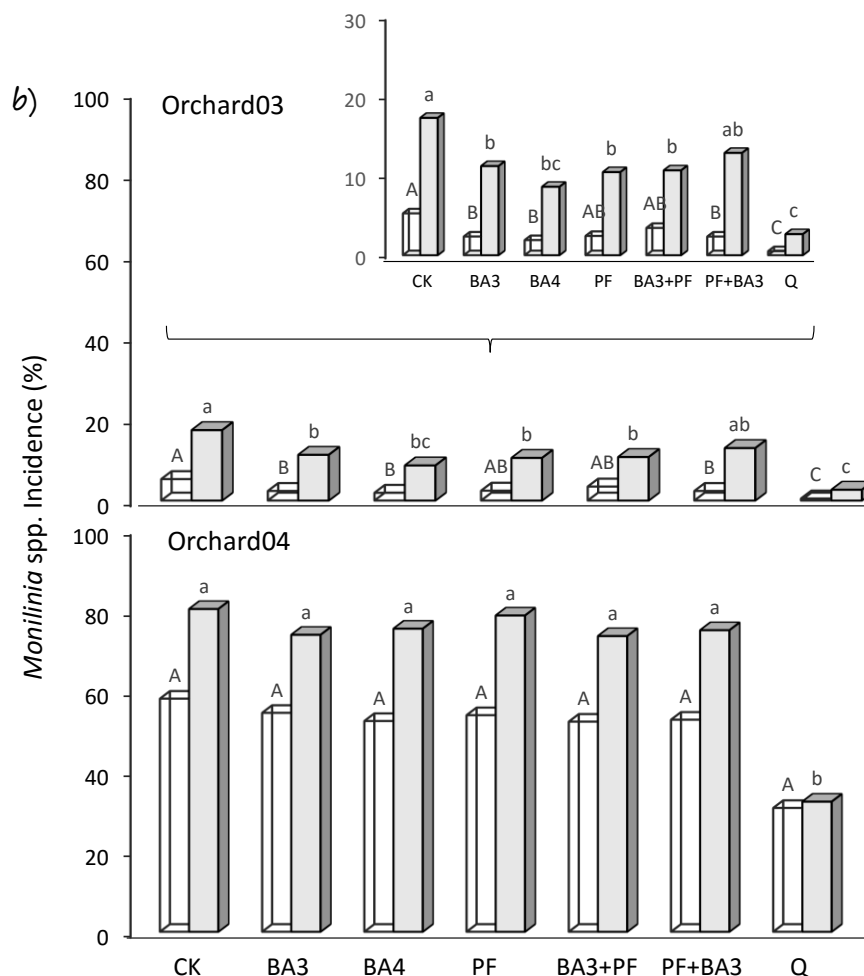 b)
Orchard03
30
20
10
0
a b bc b b ab c
A B B AB AB B C
CK BA3 BA4 PF BA3+PF PF+BA3 Q
Monilinia spp. Incidence (%)
100
80
60
40
20
0
a b bc b b ab c
A B B AB AB B C
Orchard04
100
80
60
40
20
0
a a a a a a b
A A A A A A A
CK BA3 BA4 PF BA3+PF PF+BA3 Q